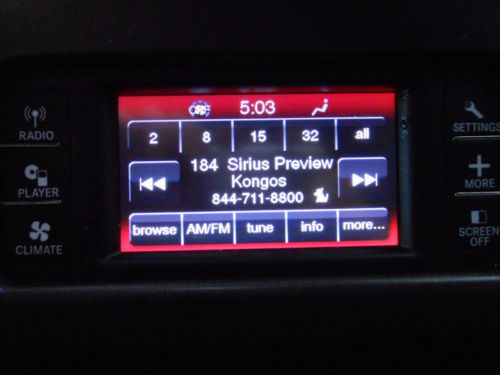 OFF 5:03
2 8 15 32 all
184 Sirius Preview
Kongos
844-711-8800
browse AM/FM tune info more...
RADIO
PLAYER
CLIMATE
SETTINGS
MORE
SCREEN
OFF